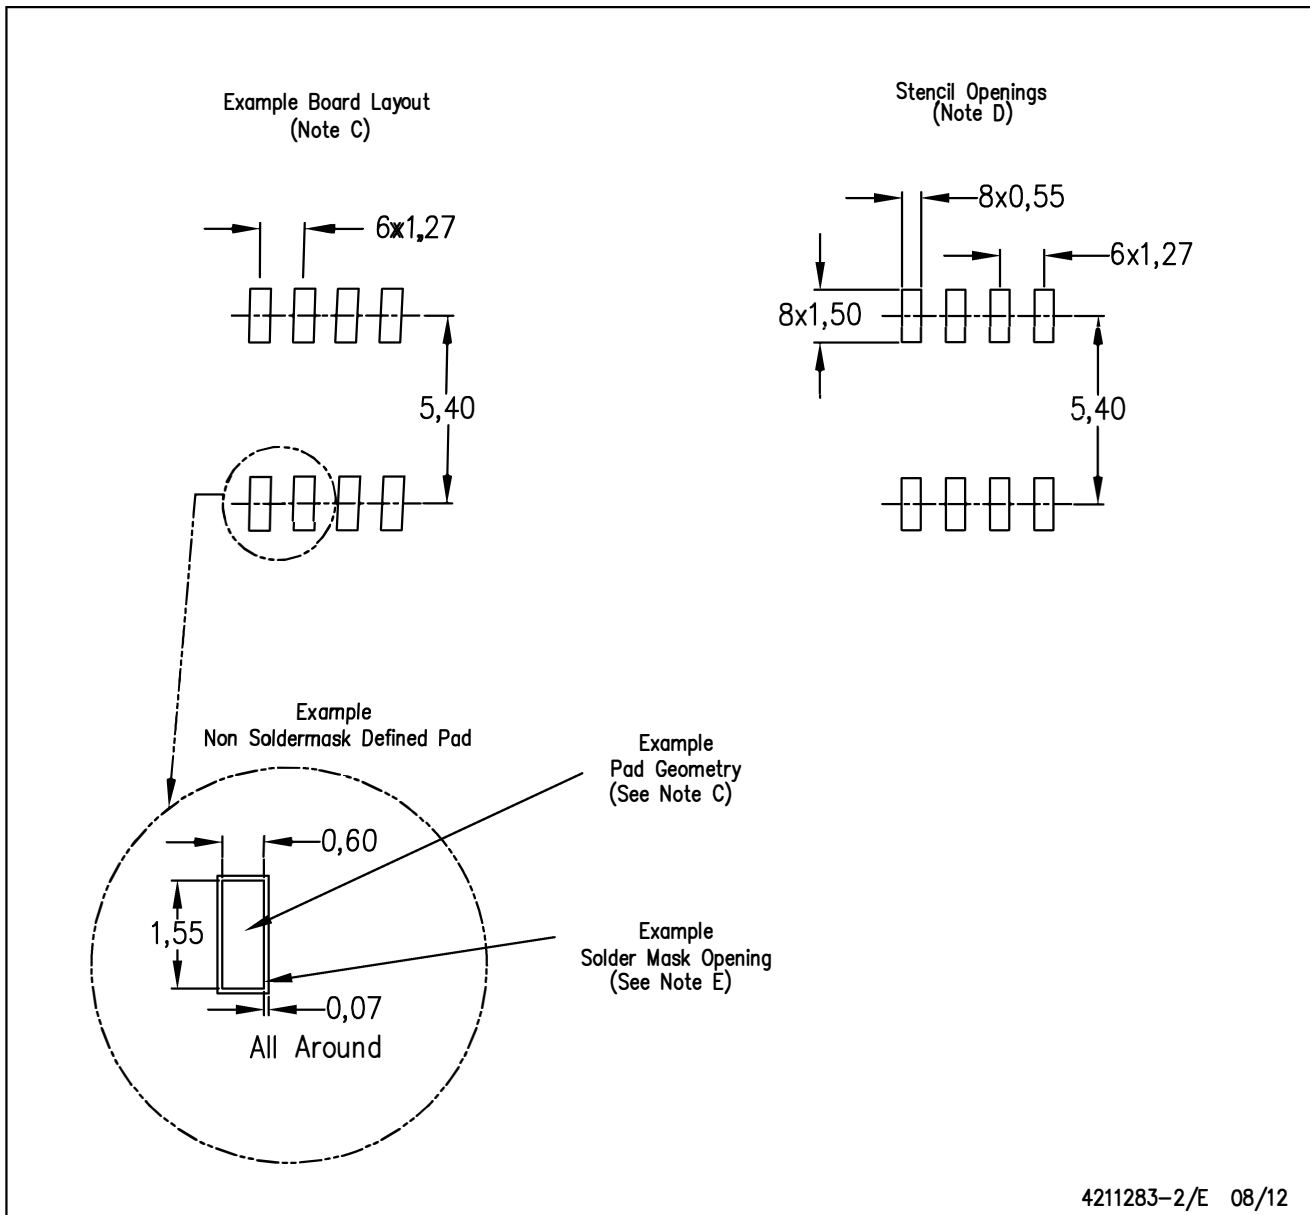 Example Board Layout
(Note C)
6x1,27
5,40
Stencil Openings
(Note D)
8x0,55
6x1,27
8x1,50
5,40
Example
Non Soldermask Defined Pad
Example
Pad Geometry
(See Note C)
0,60
1,55
Example
Solder Mask Opening
(See Note E)
0,07
All Around
4211283-2/E 08/12